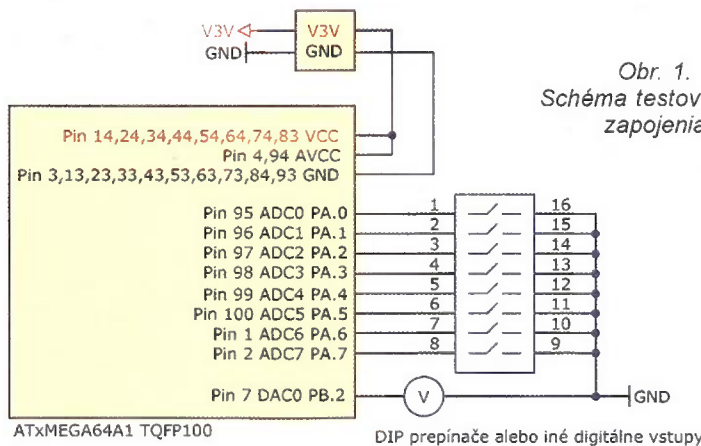 V3V V3V
GND GND
Obr. 1.
Schéma testov
zapojenia
Pin 14,24,34,44,54,64,74,83 VCC
Pin 4,94 AVCC
Pin 3,13,23,33,43,53,63,73,84,93 GND
Pin 95 ADC0 PA.0 1 16
Pin 96 ADC1 PA.1 2 15
Pin 97 ADC2 PA.2 3 14
Pin 98 ADC3 PA.3 4 13
Pin 99 ADC4 PA.4 5 12
Pin 100 ADC5 PA.5 6 11
Pin 1 ADC6 PA.6 7 10
Pin 2 ADC7 PA.7 8 9
Pin 7 DAC0 PB.2 V GND
ATxMEGA64A1 TQFP100
DIP prepínače alebo iné digitálne vstupy